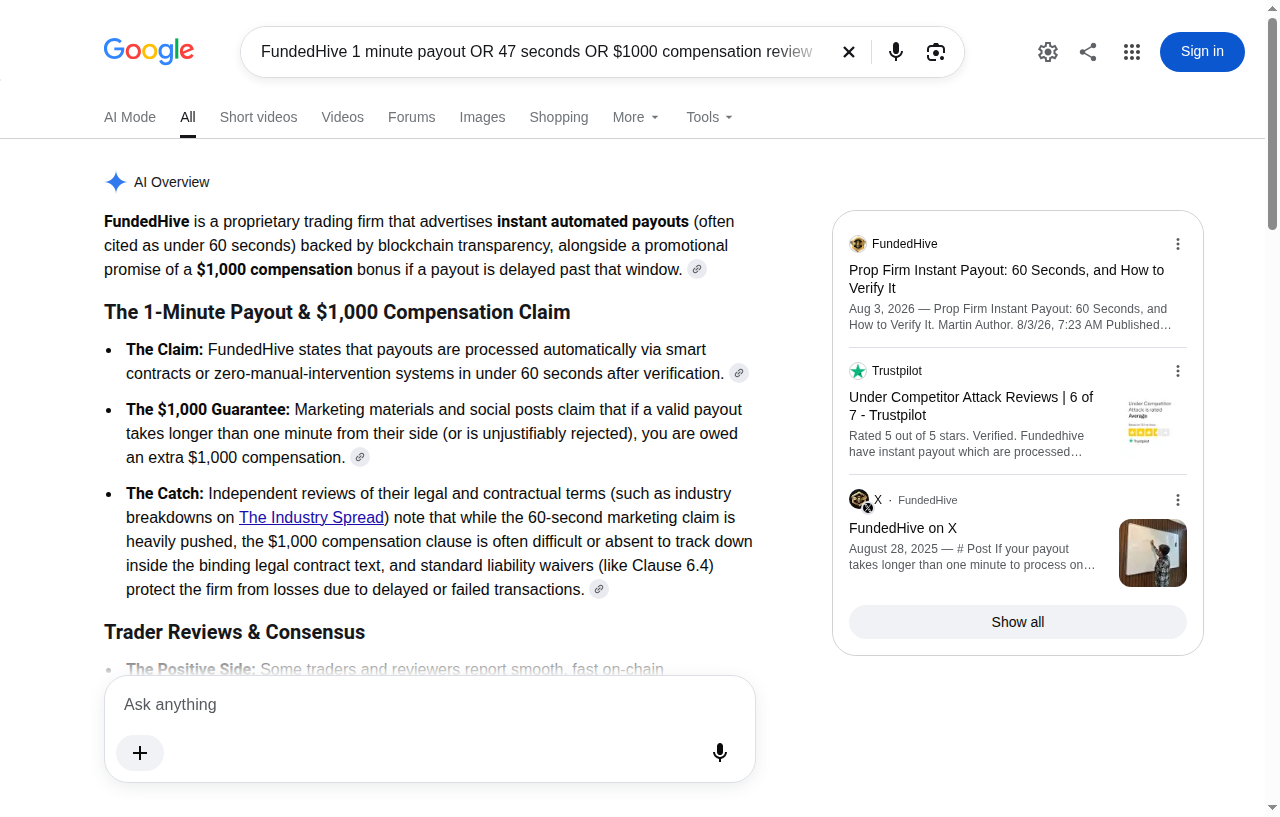 Google
FundedHive 1 minute payout OR 47 seconds OR $1000 compensation review
Sign in
AI Mode
All
Short videos
Videos
Forums
Images
Shopping
More
Tools
AI Overview
FundedHive is a proprietary trading firm that advertises instant automated payouts (often
cited as under 60 seconds) backed by blockchain transparency, alongside a promotional
promise of a $1,000 compensation bonus if a payout is delayed past that window.
The 1-Minute Payout & $1,000 Compensation Claim
• The Claim: FundedHive states that payouts are processed automatically via smart
contracts or zero-manual-intervention systems in under 60 seconds after verification.
• The $1,000 Guarantee: Marketing materials and social posts claim that if a valid payout
takes longer than one minute from their side (or is unjustifiably rejected), you are owed
an extra $1,000 compensation.
• The Catch: Independent reviews of their legal and contractual terms (such as industry
breakdowns on The Industry Spread) note that while the 60-second marketing claim is
heavily pushed, the $1,000 compensation clause is often difficult or absent to track down
inside the binding legal contract text, and standard liability waivers (like Clause 6.4)
protect the firm from losses due to delayed or failed transactions.
Trader Reviews & Consensus
• The Positive Side: Some traders and reviewers report smooth, fast on-chain
Ask anything
FundedHive
Prop Firm Instant Payout: 60 Seconds, and How to
Verify It
Aug 3, 2026 — Prop Firm Instant Payout: 60 Seconds, and
How to Verify It. Martin Author. 8/3/26, 7:23 AM Published…
Trustpilot
Under Competitor Attack Reviews | 6 of
7 - Trustpilot
Rated 5 out of 5 stars. Verified. Fundedhive
have instant payout which are processed…
Under Competitor
Attack is rated
Average
Trustpilot
X · FundedHive
FundedHive on X
August 28, 2025 — # Post If your payout
takes longer than one minute to process on…
Show all